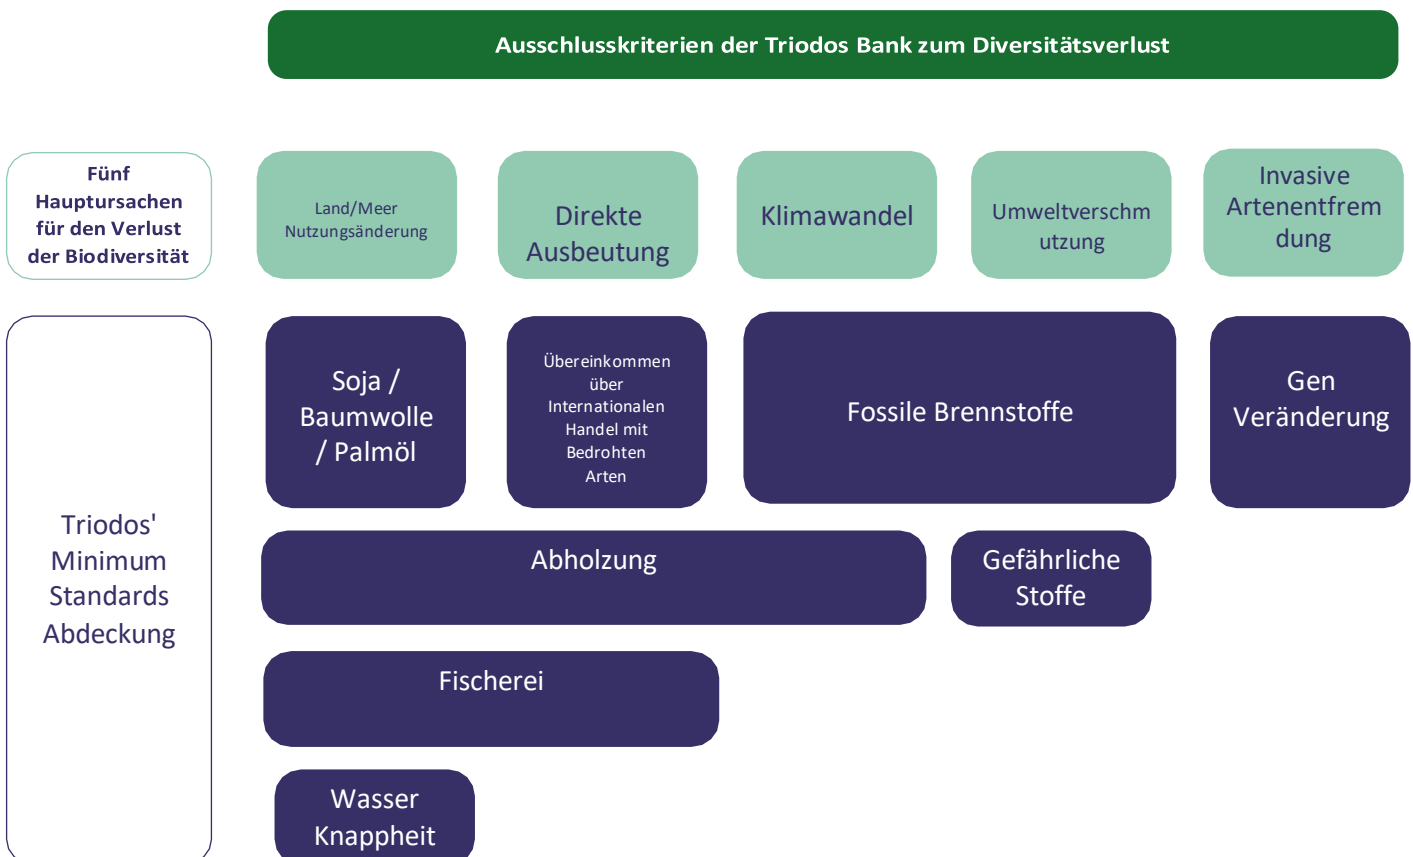 Ausschlusskriterien der Triodos Bank zum Diversitätsverlust
Fünf
Hauptursachen
für den Verlust
der Biodiversität
Land/Meer
Nutzungsänderung
Direkte
Ausbeutung
Klimawandel
Umweltverschm
utzung
Invasive
Artenentfrem
dung
Triodos'
Minimum
Standards
Abdeckung
Soja /
Baumwolle
/ Palmöl
Übereinkommen
über
Internationalen
Handel mit
Bedrohten
Arten
Fossile Brennstoffe
Gen
Veränderung
Abholzung
Gefährliche
Stoffe
Fischerei
Wasser
Knappheit